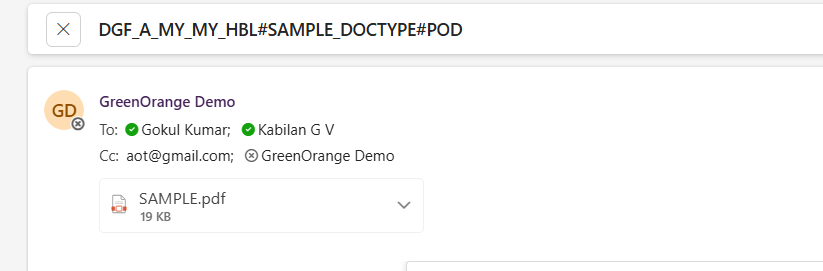 DGF_A_MY_MY_HBL#SAMPLE_DOCTYPE#POD
GreenOrange Demo
GD
To: Gokul Kumar; Kabilan G V
Cc: aot@gmail.com; GreenOrange Demo
SAMPLE.pdf
19 KB